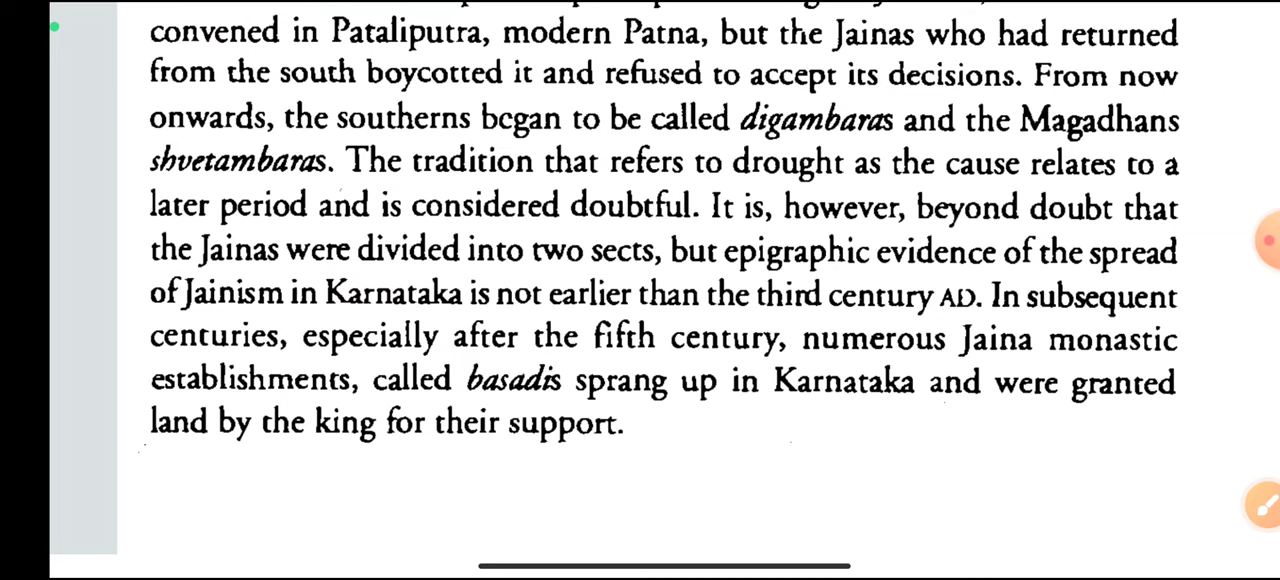 convened in Pataliputra, modern Patna, but the Jainas who had returned
from the south boycotted it and refused to accept its decisions. From now
onwards, the southerns began to be called digambaras and the Magadhans
shvetambaras. The tradition that refers to drought as the cause relates to a
later period and is considered doubtful. It is, however, beyond doubt that
the Jainas were divided into two sects, but epigraphic evidence of the spread
of Jainism in Karnataka is not earlier than the third century AD. In subsequent
centuries, especially after the fifth century, numerous Jaina monastic
establishments, called basadis sprang up in Karnataka and were granted
land by the king for their support.